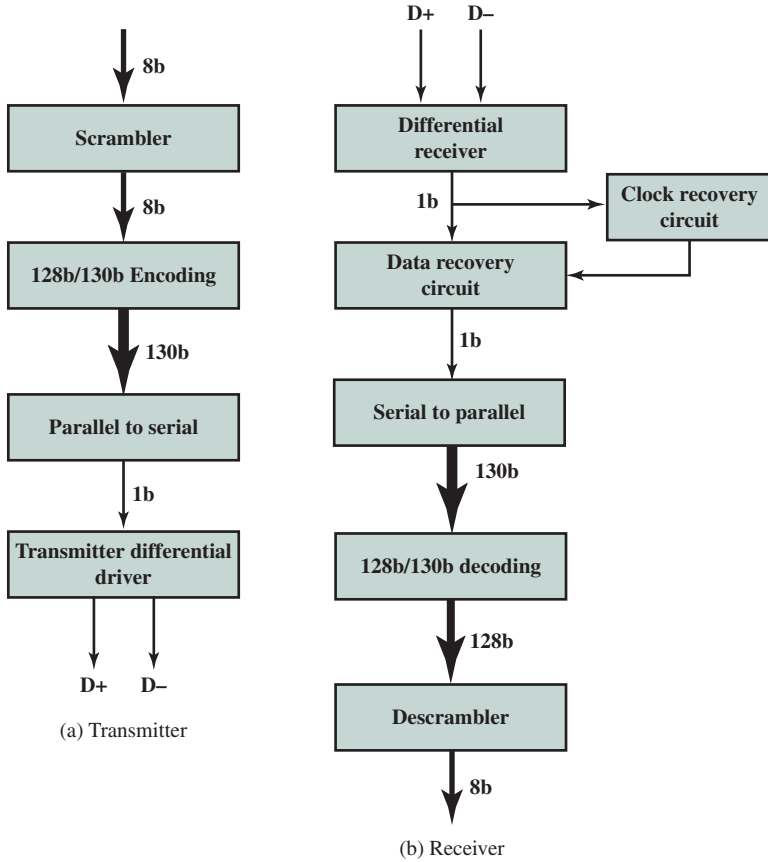 8b
Scrambler
8b
128b/130b Encoding
130b
Parallel to serial
1b
Transmitter differential
driver
D+ D–
(a) Transmitter
D+ D–
Differential
receiver
1b
Clock recovery
circuit
Data recovery
circuit
1b
Serial to parallel
130b
128b/130b decoding
128b
Descrambler
8b
(b) Receiver